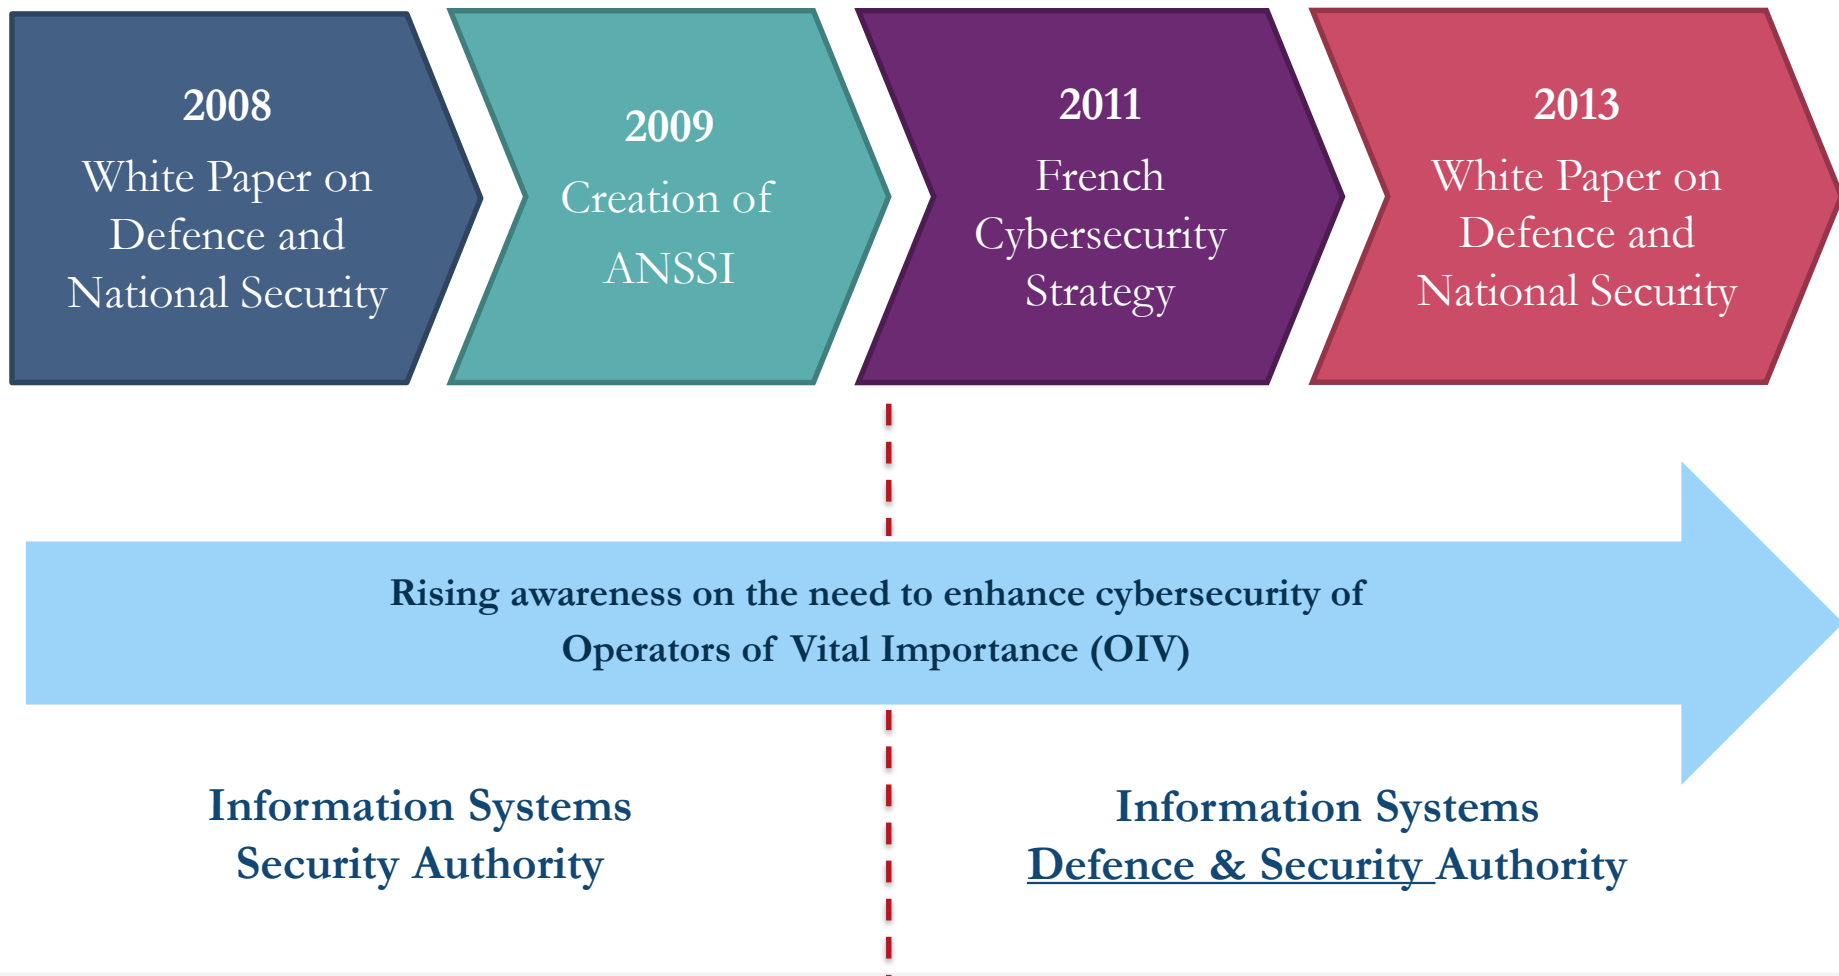 2008
White Paper on
Defence and
National Security
2009
Creation of
ANSSI
2011
French
Cybersecurity
Strategy
2013
White Paper on
Defence and
National Security
Rising awareness on the need to enhance cybersecurity of
Operators of Vital Importance (OIV)
Information Systems
Security Authority
Information Systems
Defence & Security Authority